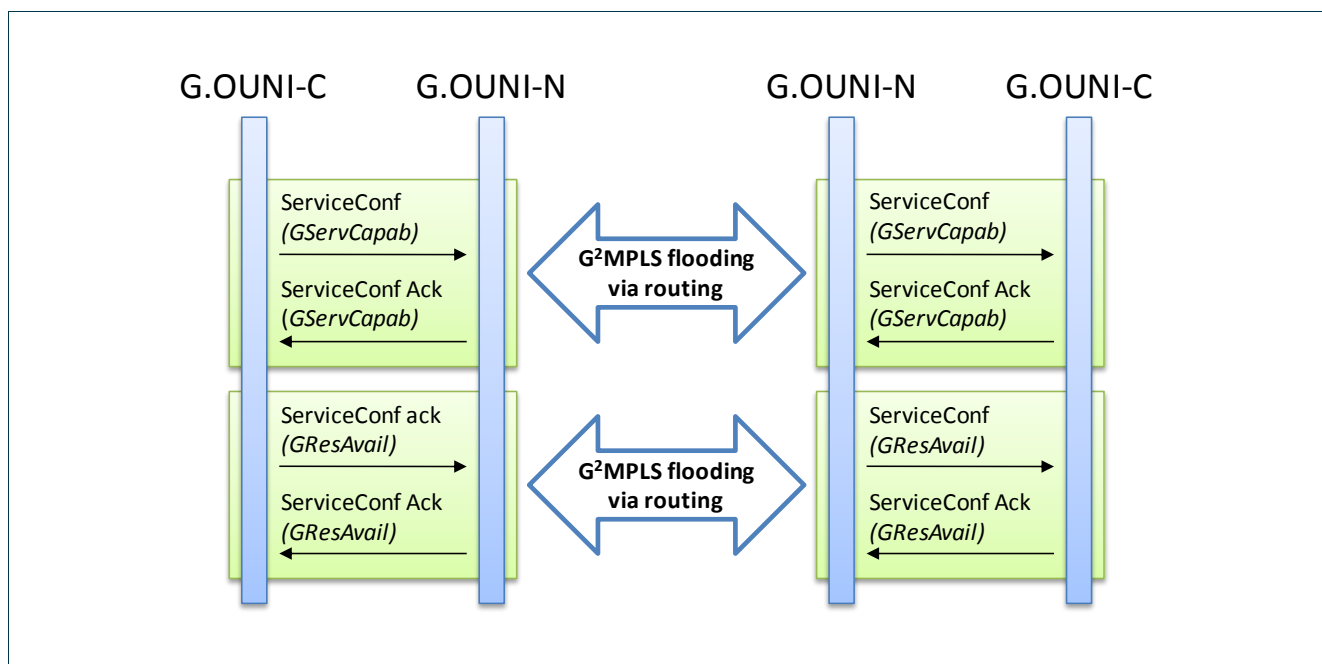 G.OUNI-C
G.OUNI-N
G.OUNI-N
G.OUNI-C
ServiceConf
(GServCapab)
ServiceConf Ack
(GServCapab)
G²MPLS flooding
via routing
ServiceConf
(GServCapab)
ServiceConf Ack
(GServCapab)
ServiceConf ack
(GResAvail)
ServiceConf Ack
(GResAvail)
G²MPLS flooding
via routing
ServiceConf
(GResAvail)
ServiceConf Ack
(GResAvail)